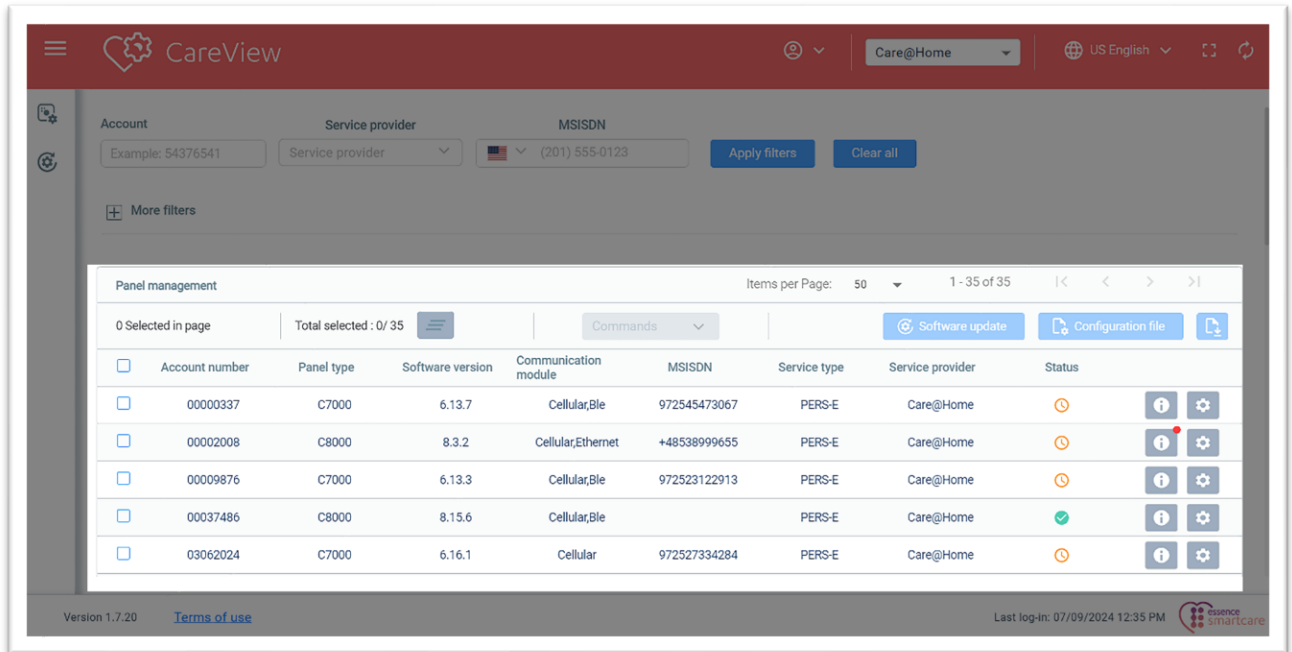 CareView
Care@Home
US English
Account Service provider MSISDN
Example: 54376541 Service provider (201) 555-0123 Apply filters Clear all
More filters
Panel management Items per Page: 50 1 - 35 of 35
0 Selected in page Total selected : 0/ 35 Commands Software update Configuration file
Account number Panel type Software version Communication module MSISDN Service type Service provider Status
00000337 C7000 6.13.7 Cellular,Ble 972545473067 PERS-E Care@Home
00002008 C8000 8.3.2 Cellular,Ethernet +48538999655 PERS-E Care@Home
00009876 C7000 6.13.3 Cellular,Ble 972523122913 PERS-E Care@Home
00037486 C8000 8.15.6 Cellular,Ble PERS-E Care@Home
03062024 C7000 6.16.1 Cellular 972527334284 PERS-E Care@Home
Version 1.7.20 Terms of use Last log-in: 07/09/2024 12:35 PM essence
smartcare